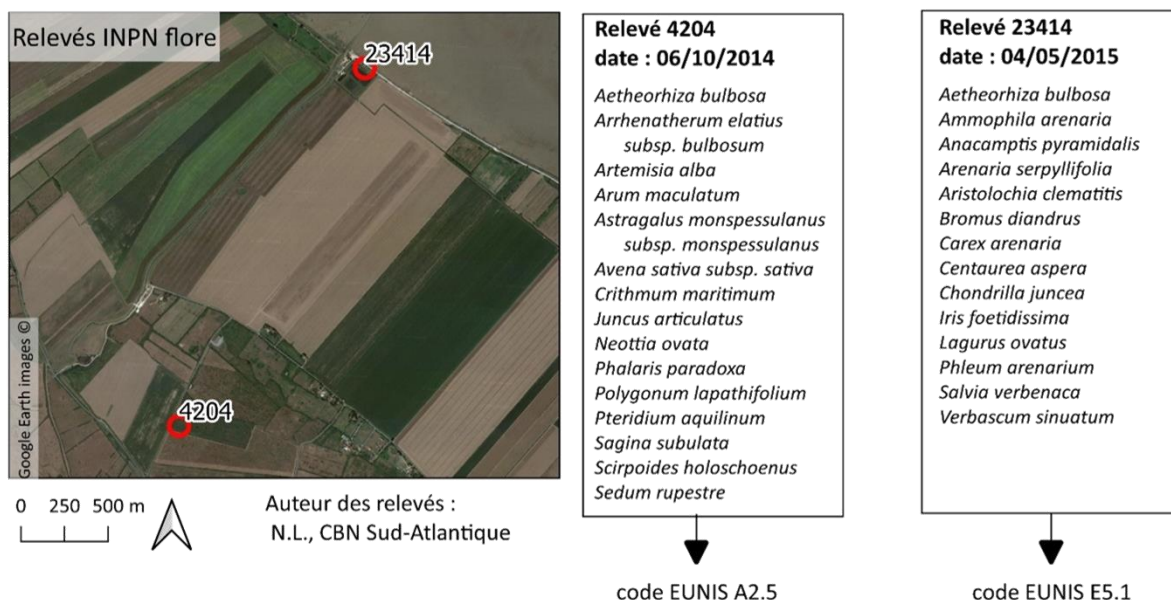 Relevés INPN flore
23414
4204
Google Earth images ©
0 250 500 m
Auteur des relevés :
N.L., CBN Sud-Atlantique
Relevé 4204
date : 06/10/2014
Aetheorhiza bulbosa
Arrhenatherum elatius
subsp. bulbosum
Artemisia alba
Arum maculatum
Astragalus monspessulanus
subsp. monspessulanus
Avena sativa subsp. sativa
Crithmum maritimum
Juncus articulatus
Neottia ovata
Phalaris paradoxa
Polygonum lapathifolium
Pteridium aquilinum
Sagina subulata
Scirpoides holoschoenus
Sedum rupestre
code EUNIS A2.5
Relevé 23414
date : 04/05/2015
Aetheorhiza bulbosa
Ammophila arenaria
Anacamptis pyramidalis
Arenaria serpyllifolia
Aristolochia clematitis
Bromus diandrus
Carex arenaria
Centaurea aspera
Chondrilla juncea
Iris foetidissima
Lagurus ovatus
Phleum arenarium
Salvia verbenaca
Verbascum sinuatum
code EUNIS E5.1